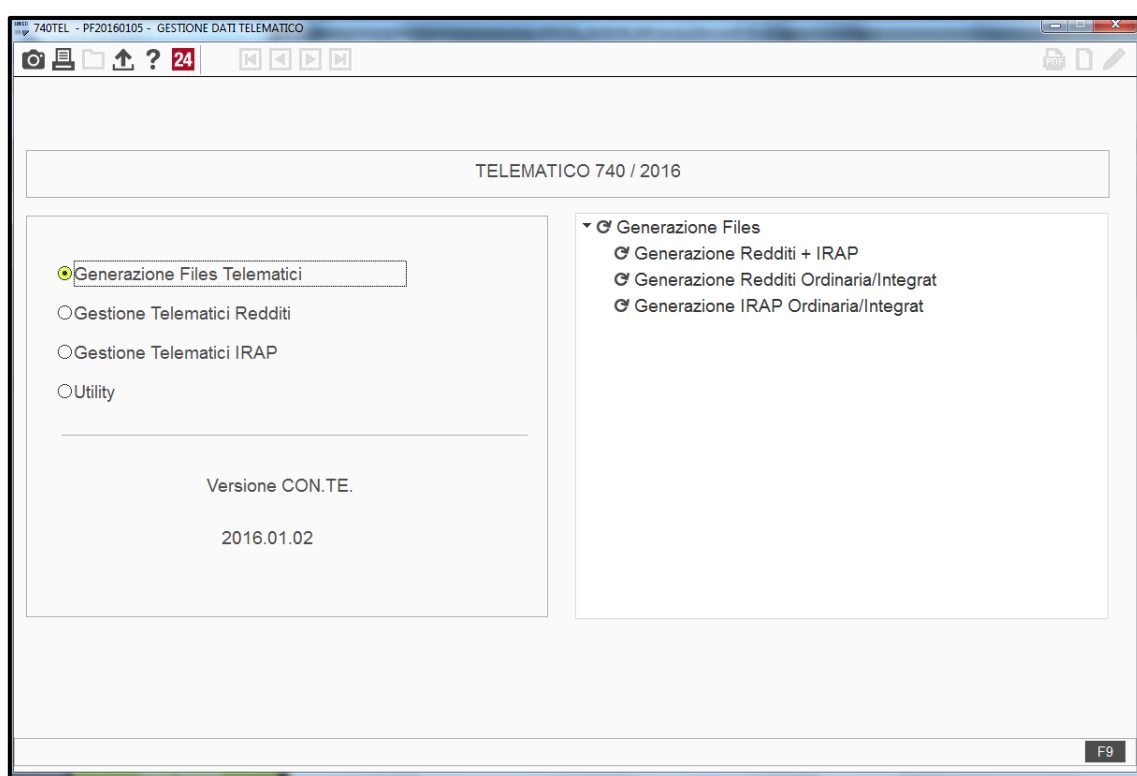 740TEL - PF20160105 - GESTIONE DATI TELEMATICO
? 24
PDF
TELEMATICO 740 / 2016
Generazione Files Telematici
Gestione Telematici Redditi
Gestione Telematici IRAP
Utility
Versione CON.TE.
2016.01.02
Generazione Files
Generazione Redditi + IRAP
Generazione Redditi Ordinaria/Integrat
Generazione IRAP Ordinaria/Integrat
F9